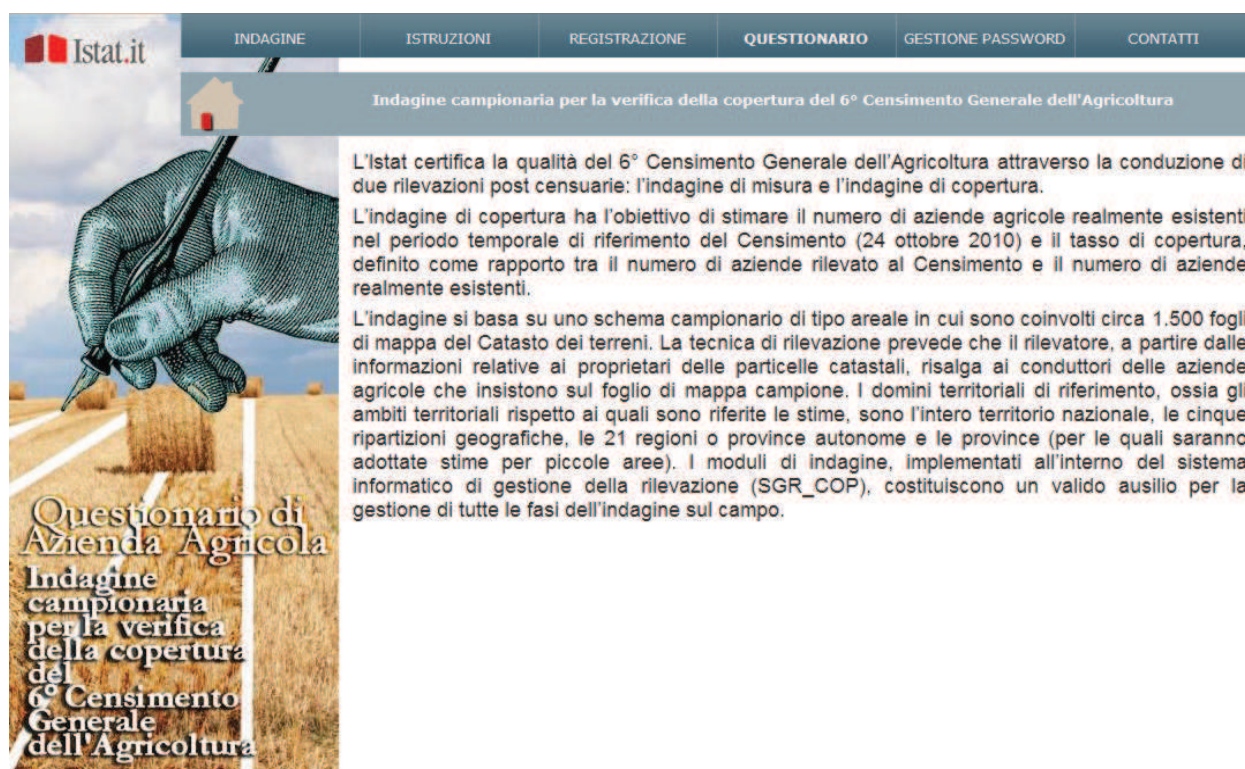 Istat.it
INDAGINE ISTRUZIONI REGISTRAZIONE QUESTIONARIO GESTIONE PASSWORD CONTATTI
Indagine campionaria per la verifica della copertura del 6° Censimento Generale dell'Agricoltura
L'Istat certifica la qualità del 6° Censimento Generale dell'Agricoltura attraverso la conduzione di
due rilevazioni post censuarie: l'indagine di misura e l'indagine di copertura.
L'indagine di copertura ha l'obiettivo di stimare il numero di aziende agricole realmente esistenti
nel periodo temporale di riferimento del Censimento (24 ottobre 2010) e il tasso di copertura,
definito come rapporto tra il numero di aziende rilevato al Censimento e il numero di aziende
realmente esistenti.
L'indagine si basa su uno schema campionario di tipo areale in cui sono coinvolti circa 1.500 fogli
di mappa del Catasto dei terreni. La tecnica di rilevazione prevede che il rilevatore, a partire dalle
informazioni relative ai proprietari delle particelle catastali, risalga ai conduttori delle aziende
agricole che insistono sul foglio di mappa campione. I domini territoriali di riferimento, ossia gli
ambiti territoriali rispetto ai quali sono riferite le stime, sono l'intero territorio nazionale, le cinque
ripartizioni geografiche, le 21 regioni o province autonome e le province (per le quali saranno
adottate stime per piccole aree). I moduli di indagine, implementati all'interno del sistema
informatico di gestione della rilevazione (SGR_COP), costituiscono un valido ausilio per la
gestione di tutte le fasi dell'indagine sul campo.
Questionario di
Azienda Agricola
Indagine
campionaria
per la verifica
della copertura
del
6° Censimento
Generale
dell'Agricoltura